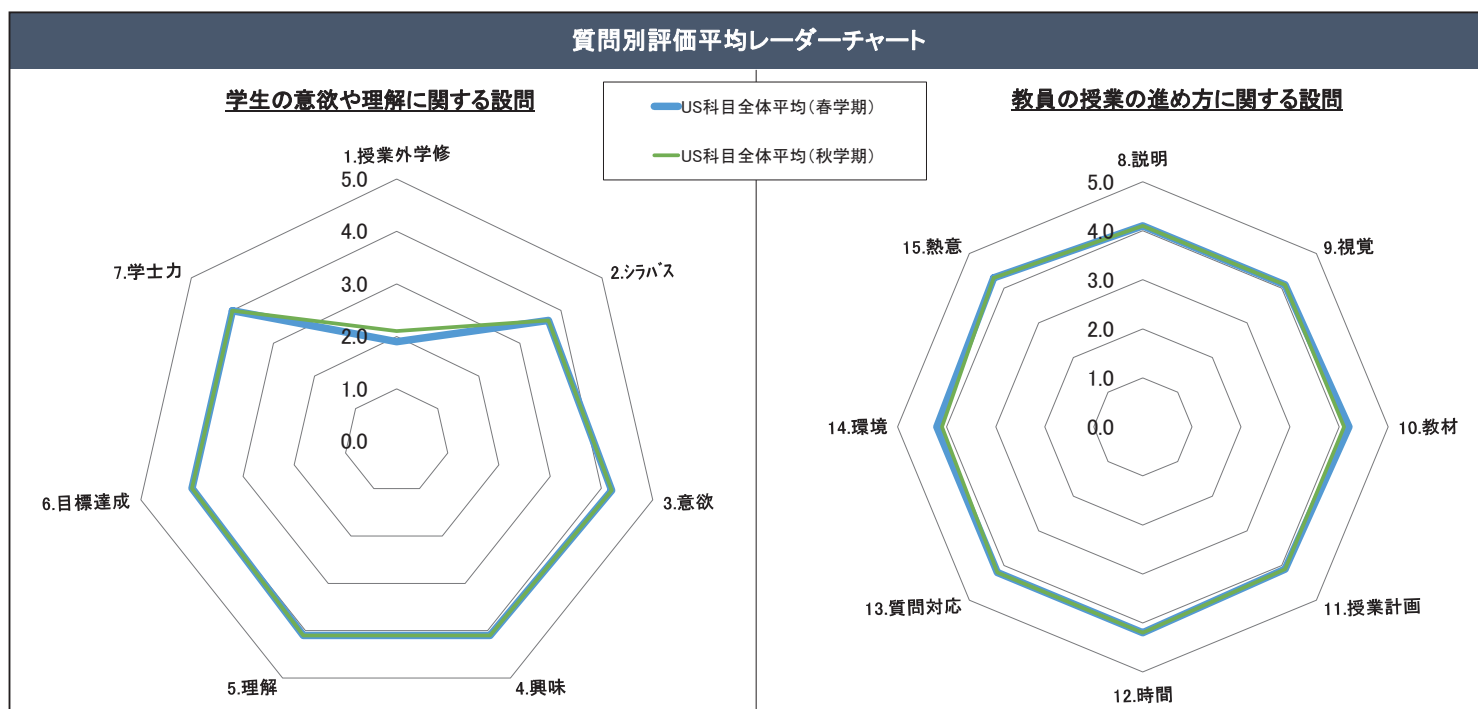 質問別評価平均レーダーチャート
学生の意欲や理解に関する設問
US科目全体平均(春学期)
US科目全体平均(秋学期)
教員の授業の進め方に関する設問
1.授業外学修
5.0
4.0
3.0
2.0
1.0
0.0
2.シラバス
3.意欲
4.興味
5.理解
6.目標達成
7.学士力
8.説明
5.0
4.0
3.0
2.0
1.0
0.0
9.視覚
10.教材
11.授業計画
12.時間
13.質問対応
14.環境
15.熱意